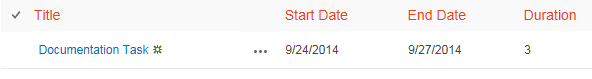 Title Start Date End Date Duration
Documentation Task ... 9/24/2014 9/27/2014 3